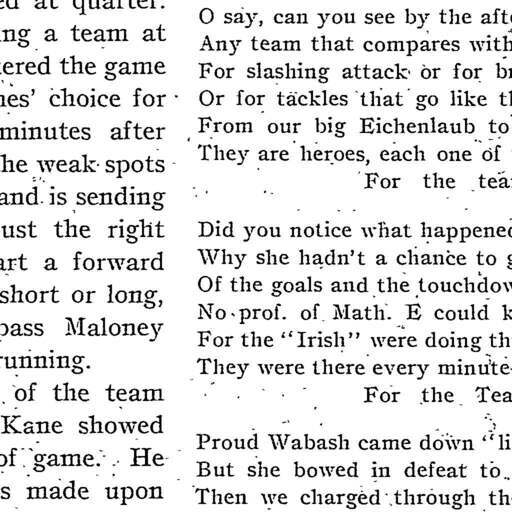 ed at quarter.
ing a team at
ered the game
nes' choice for
minutes after
he weak spots
and is sending
ust the right
art a forward
short or long,
pass Maloney
running.
of the team
Kane showed
of game. He
s made upon
O say, can you see by the aft
Any team that compares with
For slashing attack or for br
Or for tackles that go like th
From our big Eichenlaub to
They are heroes, each one of
For the tea
Did you notice what happened
Why she hadn't a chance to g
Of the goals and the touchdow
No prof. of Math. E could k
For the "Irish" were doing th
They were there every minute
For the Tea
Proud Wabash came down "li
But she bowed in defeat to
Then we charged through th